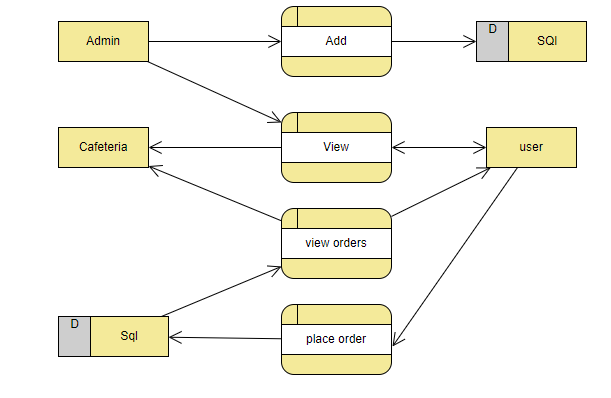 Admin
Add
D
SQl
Cafeteria
View
user
view orders
D
Sql
place order